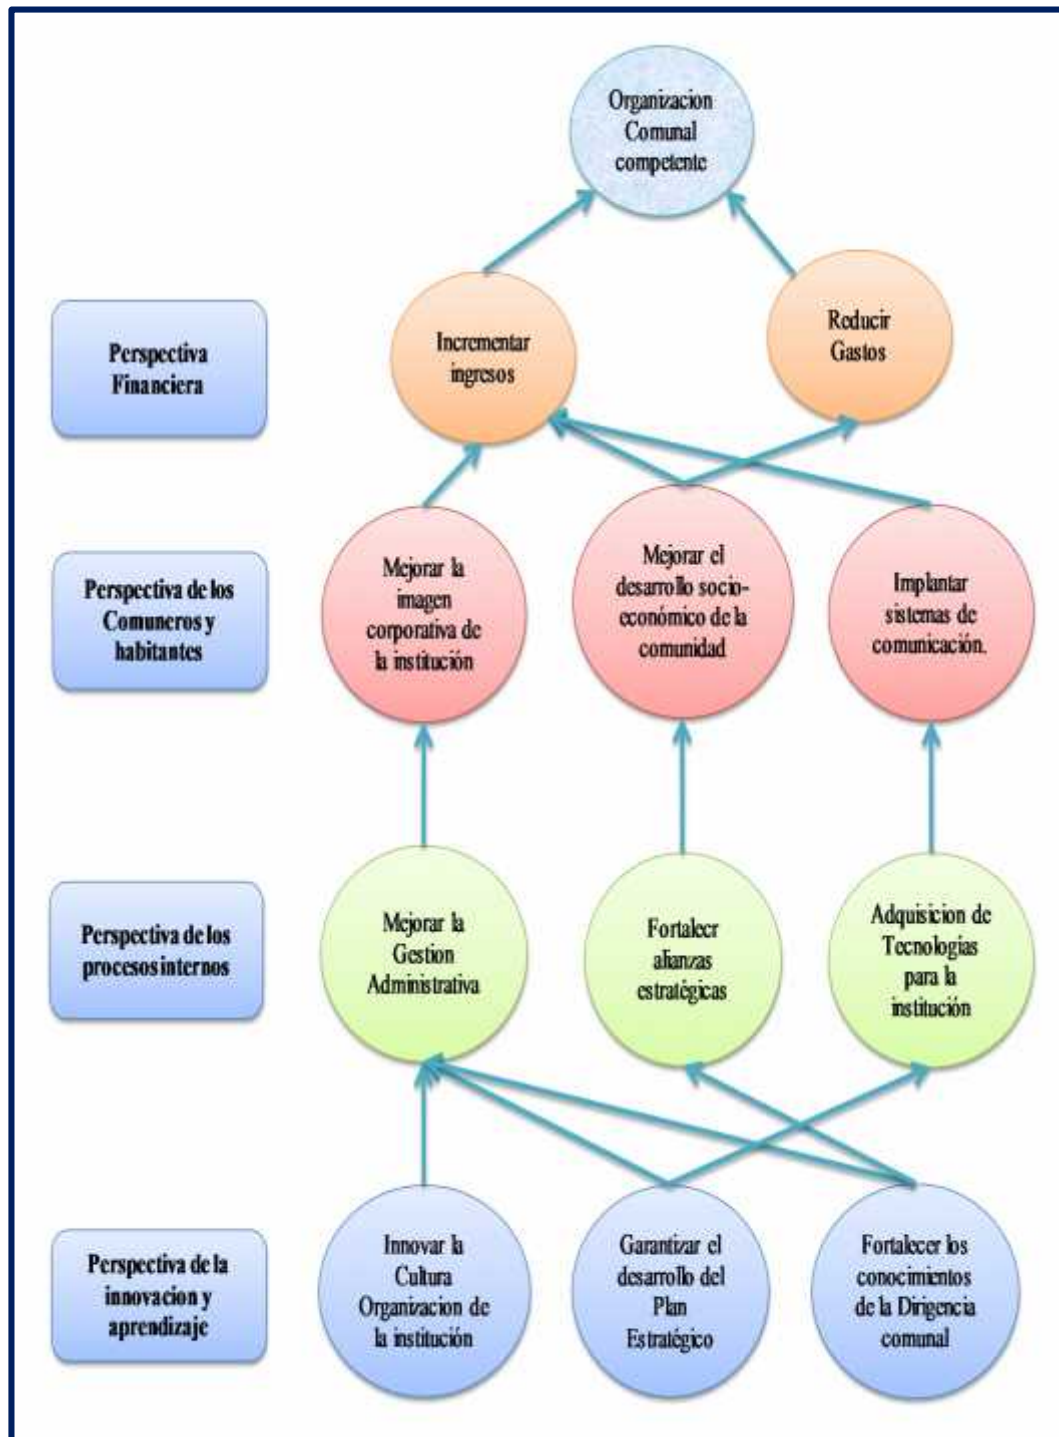 Organizacion
Comunal
competente
Perspectiva
Financiera
Incrementar
ingresos
Reducir
Gastos
Perspectiva de los
Comuneros y
habitantes
Mejorar la
imagen
corporativa de
la institución
Mejorar el
desarrollo socio-
económico de la
comunidad
Implantar
sistemas de
comunicación.
Perspectiva de los
procesos internos
Mejorar la
Gestion
Administrativa
Fortalecr
alianzas
estratégicas
Adquisicion de
Tecnologías
para la
institución
Perspectiva de la
innovacion y
aprendizaje
Innovar la
Cultura
Organizacion de
la institución
Garantizar el
desarrollo del
Plan
Estratégico
Fortalecer los
conocimientos
de la Dirigencia
comunal